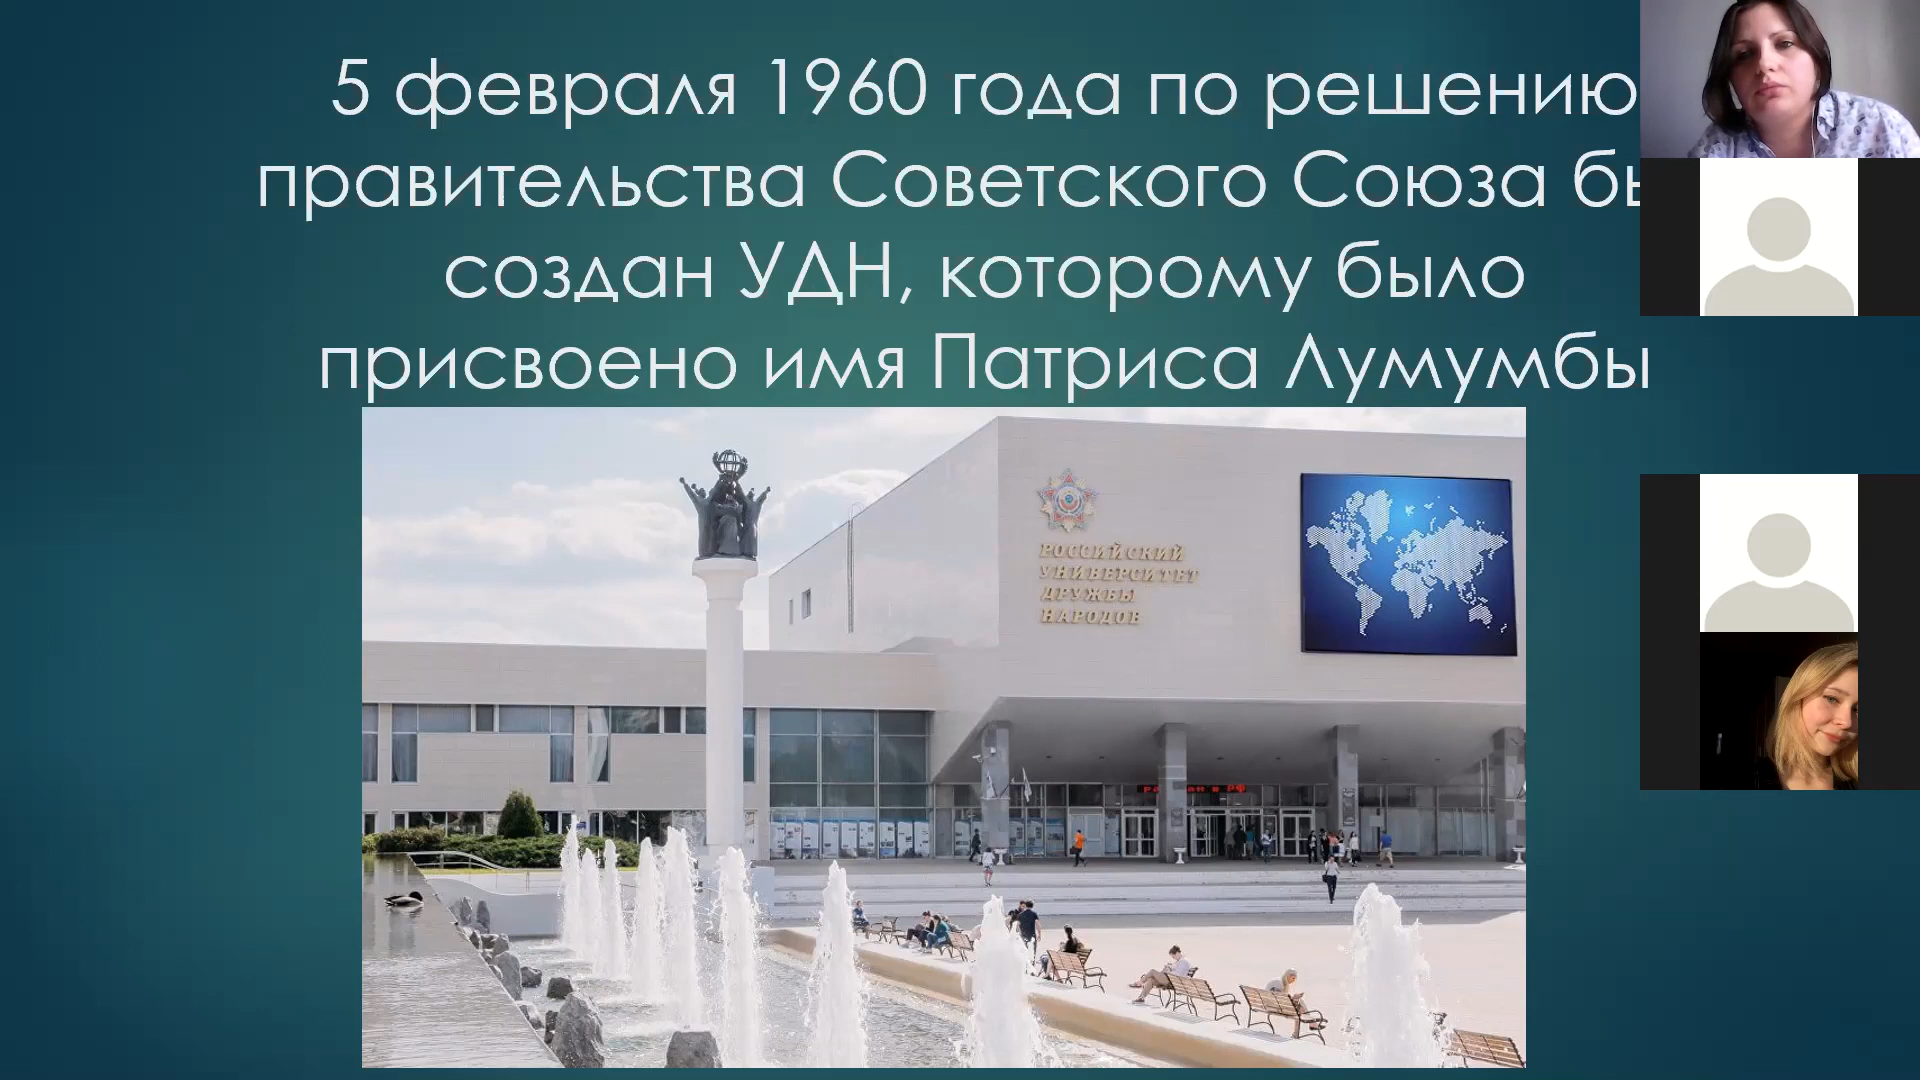 5 февраля 1960 года по решению
правительства Советского Союза
создан УДН, которому было
присвоено имя Патриса Лумумбы
РОССИЙСКИЙ
УНИВЕРСИТЕТ
ДРУЖБЫ
НАРОДОВ